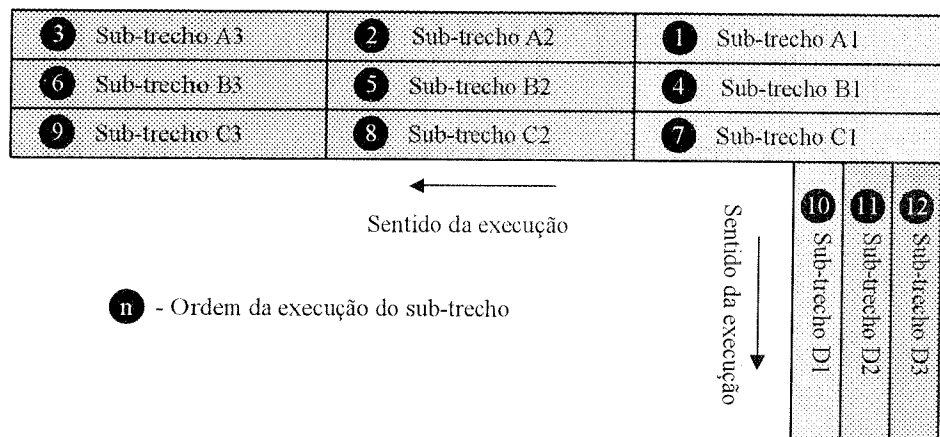 3 Sub-trecho A3 2 Sub-trecho A2 1 Sub-trecho A1
6 Sub-trecho B3 5 Sub-trecho B2 4 Sub-trecho B1
9 Sub-trecho C3 8 Sub-trecho C2 7 Sub-trecho C1
Sentido da execução
n - Ordem da execução do sub-trecho
Sentido da execução
10 Sub-trecho D1
11 Sub-trecho D2
12 Sub-trecho D3